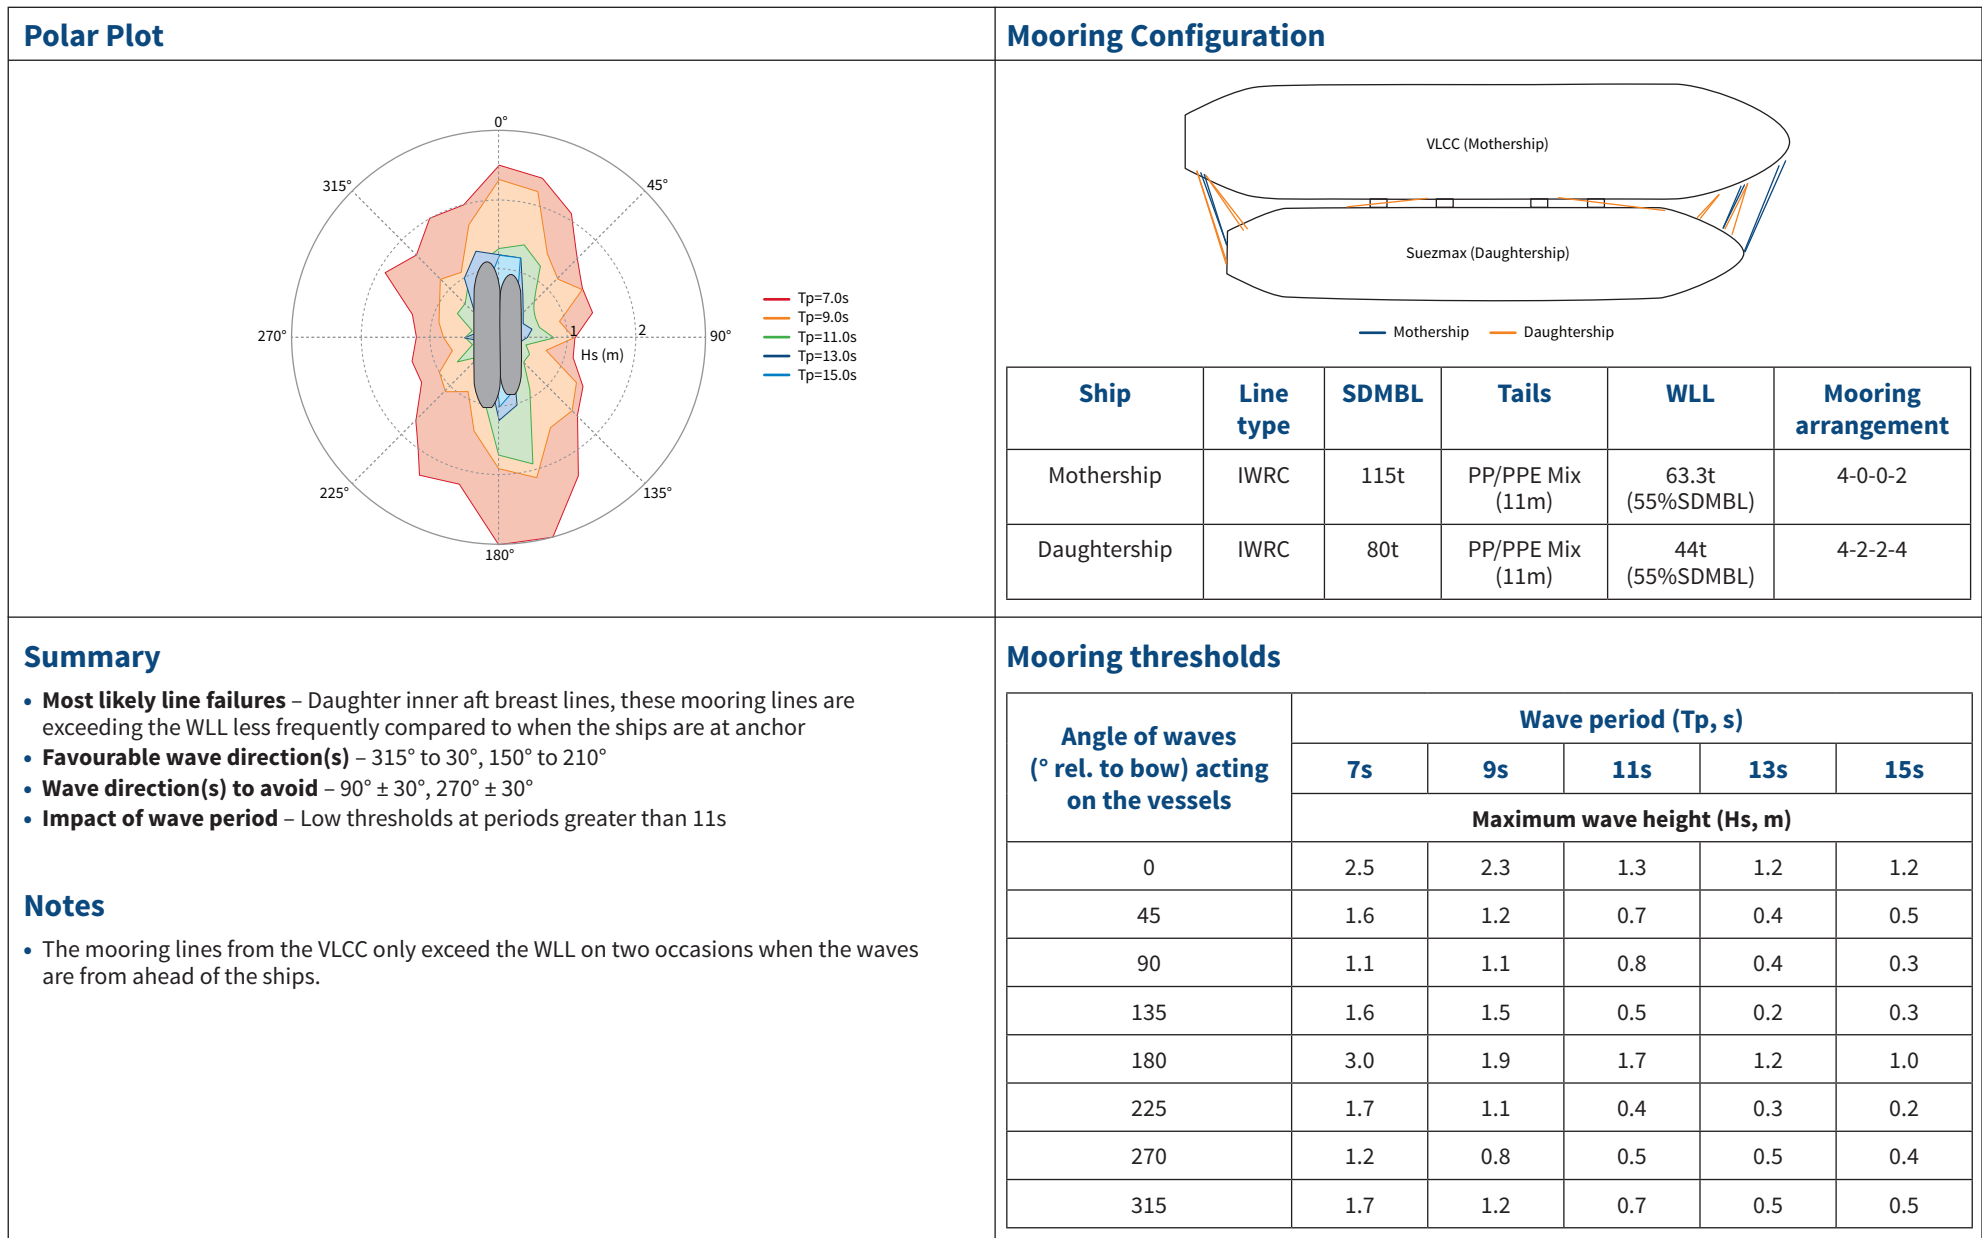 Polar Plot
0°
315°
45°
270°
1
2
90°
Hs (m)
225°
135°
180°
Tp=7.0s
Tp=9.0s
Tp=11.0s
Tp=13.0s
Tp=15.0s
Mooring Configuration
VLCC (Mothership)
Suezmax (Daughtership)
Mothership Daughtership
Ship Line type SDMBL Tails WLL Mooring arrangement
Mothership IWRC 115t PP/PPE Mix (11m) 63.3t (55%SDMBL) 4-0-0-2
Daughtership IWRC 80t PP/PPE Mix (11m) 44t (55%SDMBL) 4-2-2-4
Summary
• Most likely line failures – Daughter inner aft breast lines, these mooring lines are
exceeding the WLL less frequently compared to when the ships are at anchor
• Favourable wave direction(s) – 315° to 30°, 150° to 210°
• Wave direction(s) to avoid – 90° ± 30°, 270° ± 30°
• Impact of wave period – Low thresholds at periods greater than 11s
Notes
• The mooring lines from the VLCC only exceed the WLL on two occasions when the waves
are from ahead of the ships.
Mooring thresholds
Angle of waves
(° rel. to bow) acting
on the vessels
Wave period (Tp, s)
7s 9s 11s 13s 15s
Maximum wave height (Hs, m)
0 2.5 2.3 1.3 1.2 1.2
45 1.6 1.2 0.7 0.4 0.5
90 1.1 1.1 0.8 0.4 0.3
135 1.6 1.5 0.5 0.2 0.3
180 3.0 1.9 1.7 1.2 1.0
225 1.7 1.1 0.4 0.3 0.2
270 1.2 0.8 0.5 0.5 0.4
315 1.7 1.2 0.7 0.5 0.5